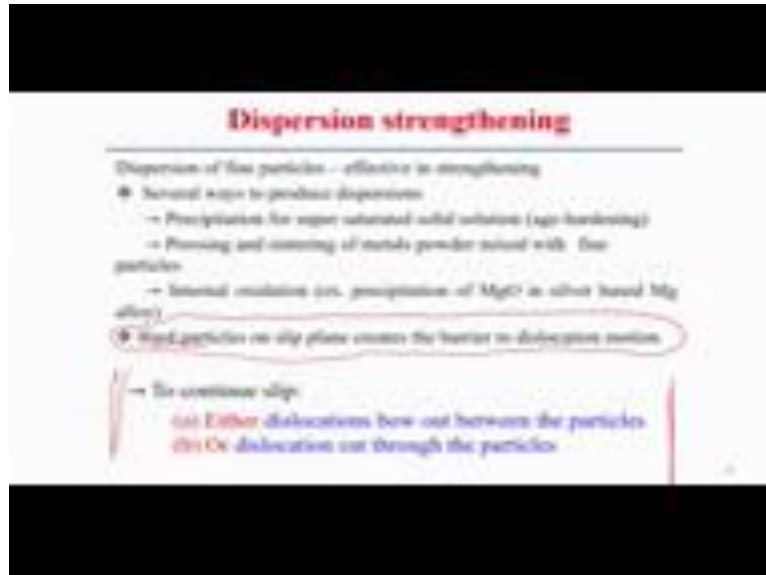 Dispersion strengthening
Dispersion of fine particles – effective in strengthening
❖ Several ways to produce dispersions
→ Precipitation for super saturated solid solution (age-hardening)
→ Pressing and sintering of metals powder mixed with fine
particles
→ Internal oxidation (ex. precipitation of MgO in silver based Mg
alloy)
❖ Hard particles on slip plane creates the barrier to dislocation motion
→ To continue slip:
(a) Either dislocations bow out between the particles
(b) Or dislocation cut through the particles